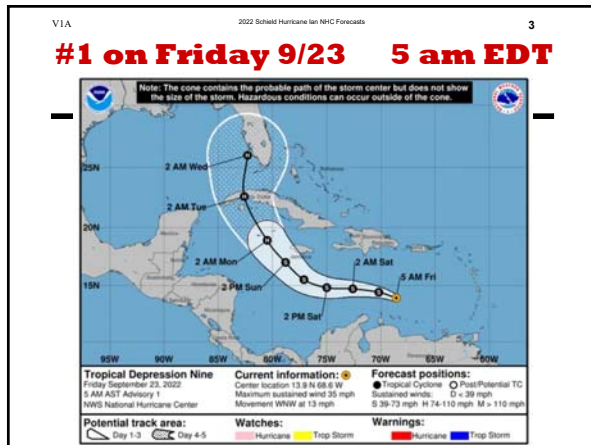 V1A
2022 Schield Hurricane Ian NHC Forecasts
3
#1 on Friday 9/23 5 am EDT
Note: The cone contains the probable path of the storm center but does not show
the size of the storm. Hazardous conditions can occur outside of the cone.
25N
20N
15N
2 AM Wed
2 AM Tue
2 AM Mon
2 PM Sun
2 PM Sat
2 AM Sat
5 AM Fri
H
H
H
S
S
S
S
S
95W 90W 85W 80W 75W 70W 65W 60W
Tropical Depression Nine
Friday September 23, 2022
5 AM AST Advisory 1
NWS National Hurricane Center
Current information:
Center location 13.9 N 68.6 W
Maximum sustained wind 35 mph
Movement WNW at 13 mph
Forecast positions:
Tropical Cyclone Post/Potential TC
Sustained winds: D < 39 mph
S 39-73 mph H 74-110 mph M > 110 mph
Potential track area:
Day 1-3 Day 4-5
Watches:
Hurricane Trop Storm
Warnings:
Hurricane Trop Storm